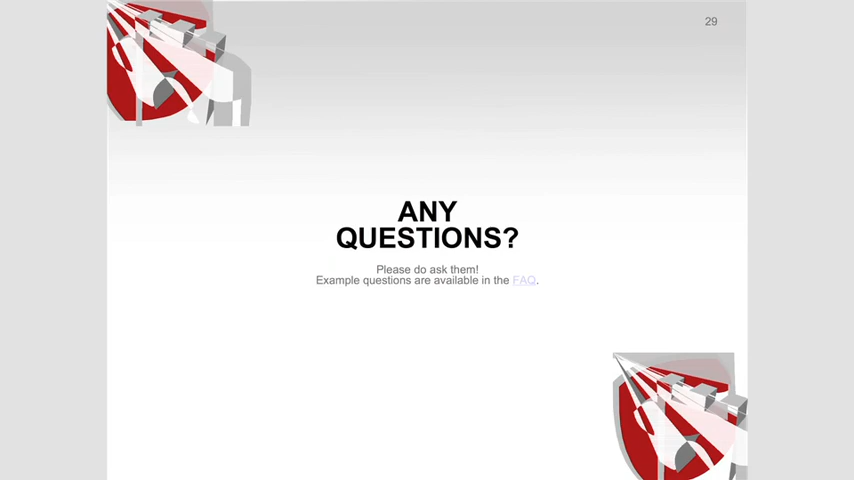 29
ANY
QUESTIONS?
Please do ask them!
Example questions are available in the FAQ.